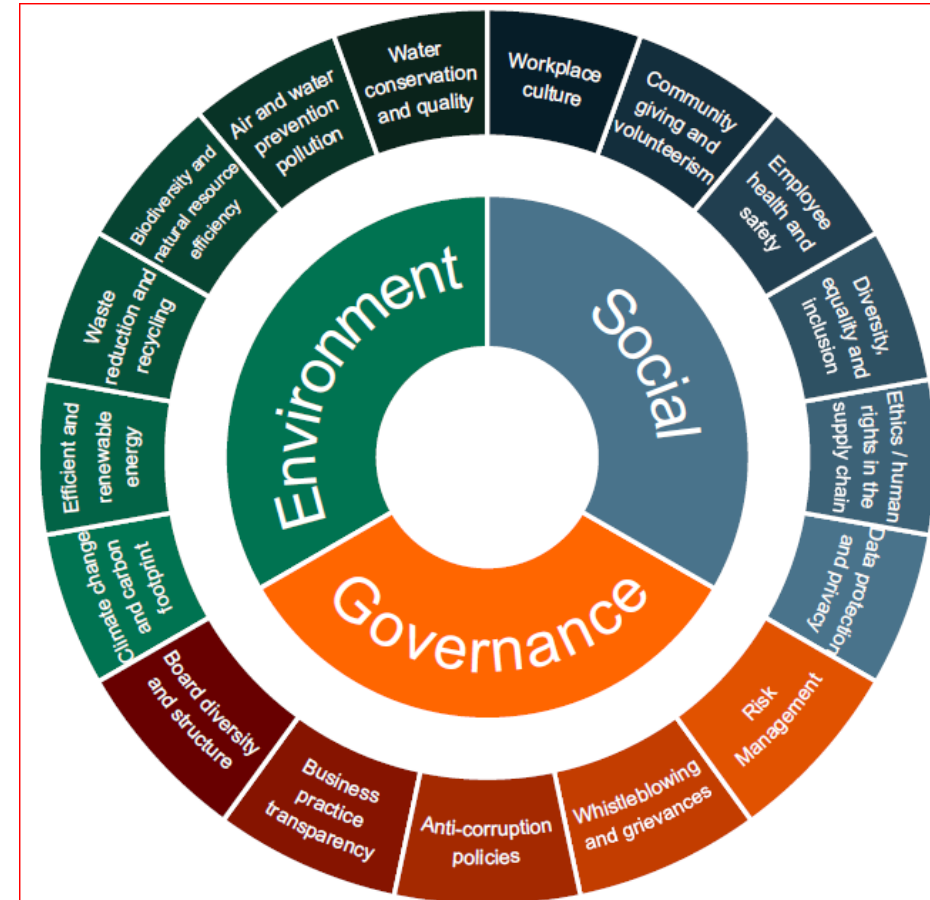 Water
conservation
and quality
Workplace
culture
Community
giving and
volunteerism
Employee
health and
safety
Diversity,
equality and
inclusion
Ethics / human
rights in the
supply chain
Data protection
and privacy
Risk
Management
Whistleblowing
and grievances
Anti-corruption
policies
Business
practice
transparency
Board diversity
and structure
Climate change
and carbon
footprint
Efficient and
renewable
energy
Waste
reduction and
recycling
Biodiversity and
natural resource
efficiency
Air and water
prevention
pollution
Environment
Social
Governance